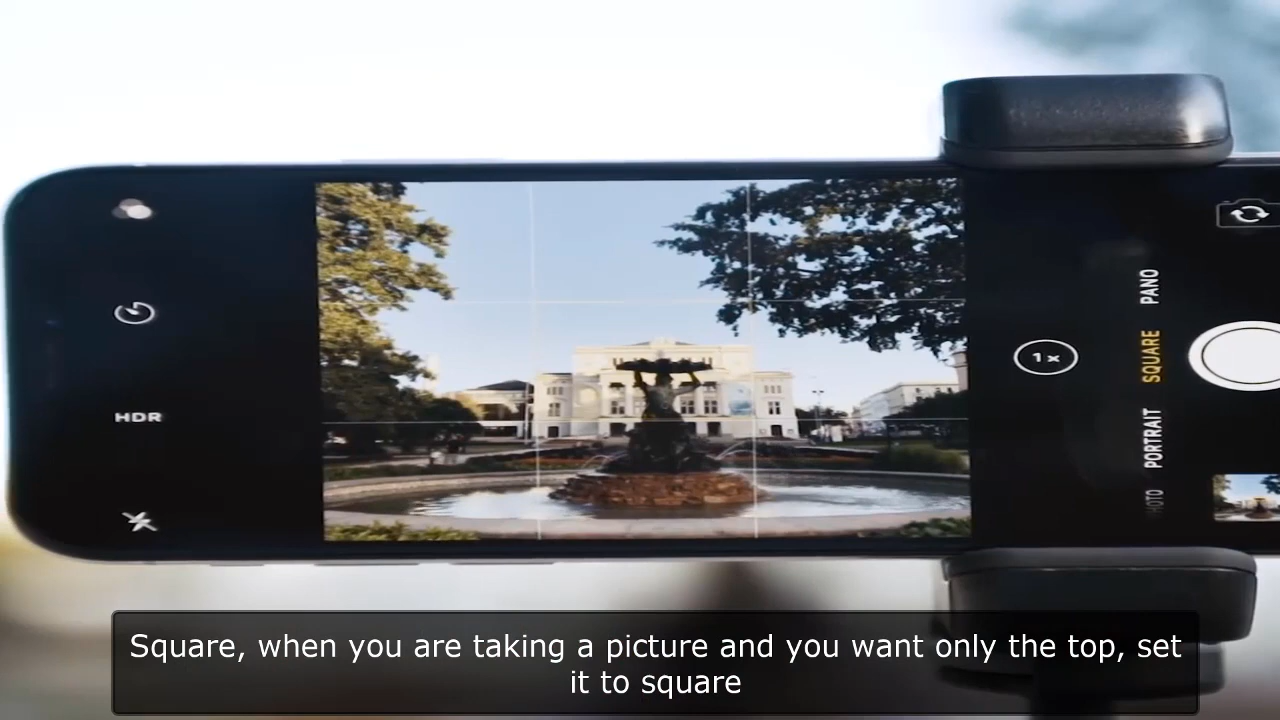 PANO
SQUARE
PORTRAIT
HDR
1x
Square, when you are taking a picture and you want only the top, set
it to square